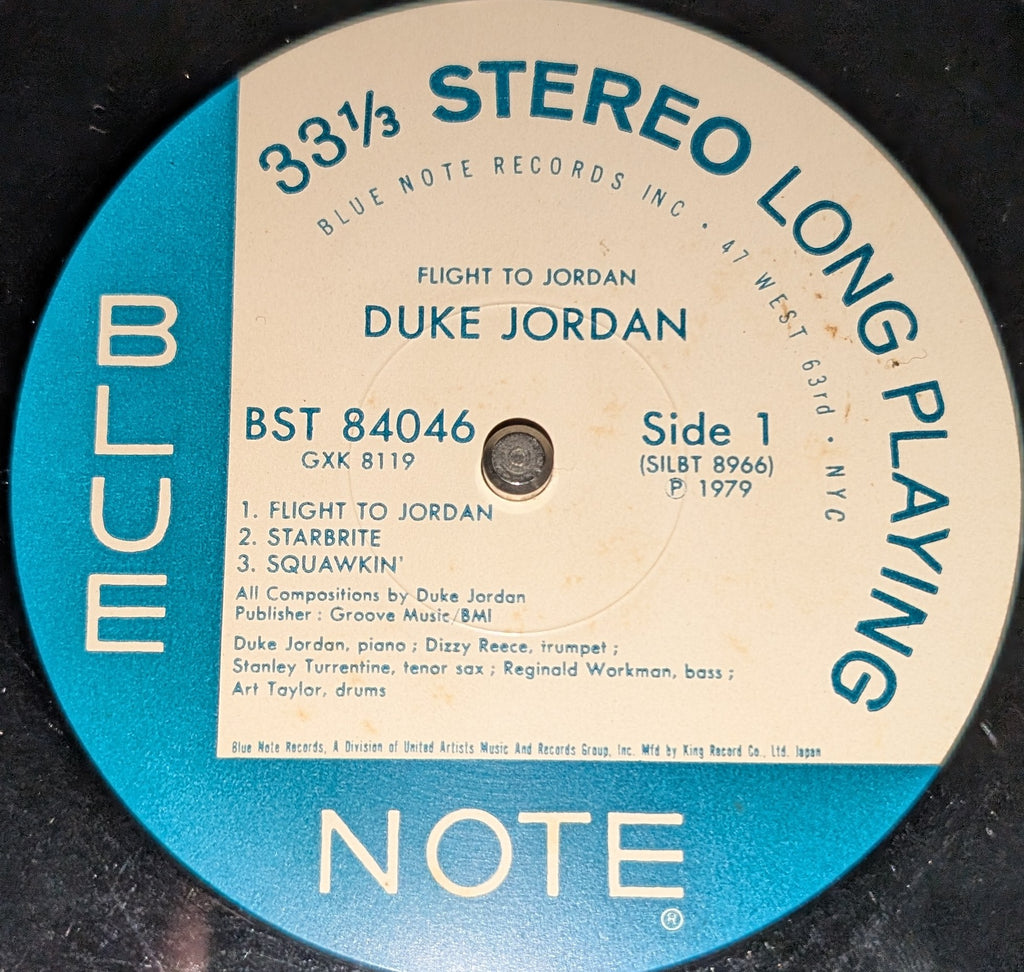 33⅓ STEREO LONG PLAYING
BLUE NOTE RECORDS INC · 47 WEST 63rd · NYC
FLIGHT TO JORDAN
DUKE JORDAN
BST 84046
GXK 8119
Side 1
(SILBT 8966)
Ⓟ 1979
1. FLIGHT TO JORDAN
2. STARBRITE
3. SQUAWKIN'
All Compositions by Duke Jordan
Publisher : Groove Music/BMI
Duke Jordan, piano ; Dizzy Reece, trumpet ;
Stanley Turrentine, tenor sax ; Reginald Workman, bass ;
Art Taylor, drums
Blue Note Records, A Division of United Artists Music And Records Group, Inc. Mfd by King Record Co., Ltd. Japan
BLUE
NOTE
®